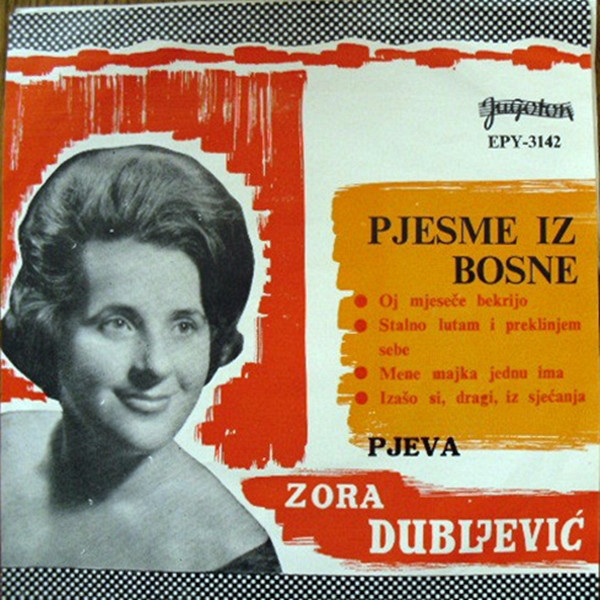 Jugoton
EPY-3142
PJESME IZ
BOSNE
Oj mjeseče bekrijo
Stalno lutam i preklinjem
sebe
Mene majka jednu ima
Izašo si, dragi, iz sjećanja
PJEVA
ZORA
DUBLJEVIĆ